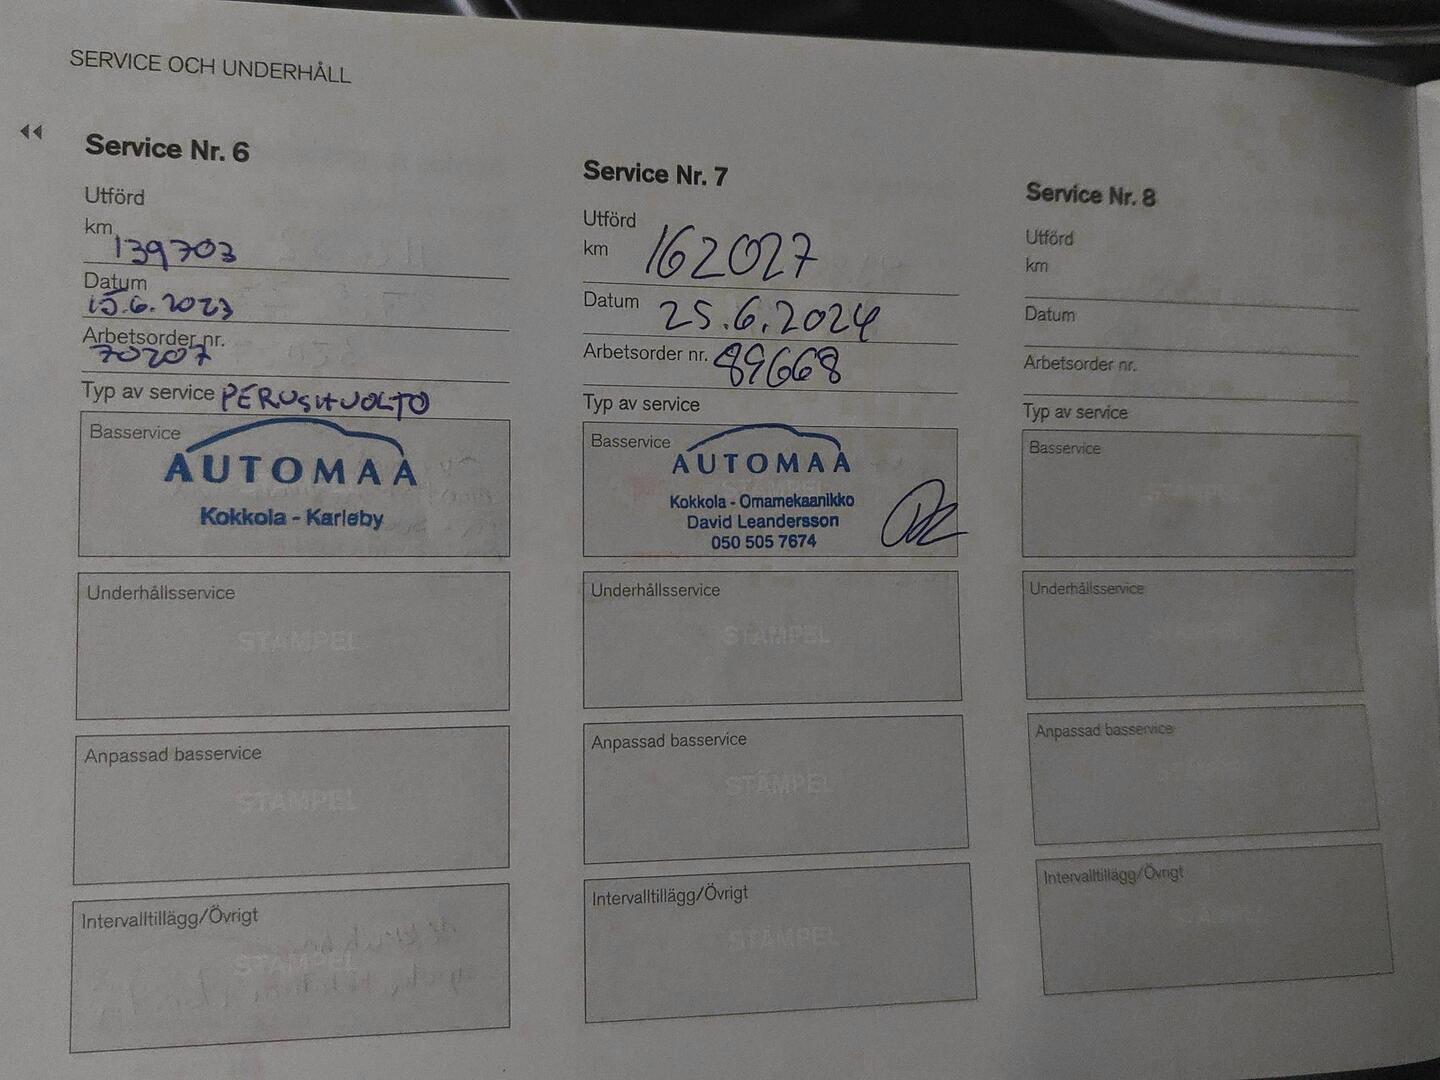 SERVICE OCH UNDERHÅLL
Service Nr. 6
Utförd
km 139703
Datum
15.6.2023
Arbetsorder nr.
70207
Typ av service PERUSHUOLTO
Basservice
AUTOMAA
Kokkola - Karleby
Underhållsservice
STAMPEL
Anpassad basservice
STAMPEL
Intervalltillägg/Övrigt
STAMPEL
Service Nr. 7
Utförd
km 162027
Datum 25.6.2024
Arbetsorder nr. 89668
Typ av service
Basservice
AUTOMAA
STÄMPEL
Kokkola - Omamekaanikko
David Leandersson
050 505 7674
Underhållsservice
STÄMPEL
Anpassad basservice
STÄMPEL
Intervalltillägg/Övrigt
STÄMPEL
Service Nr. 8
Utförd
km
Datum
Arbetsorder nr.
Typ av service
Basservice
Underhållsservice
Anpassad basservice
Intervalltillägg/Övrigt